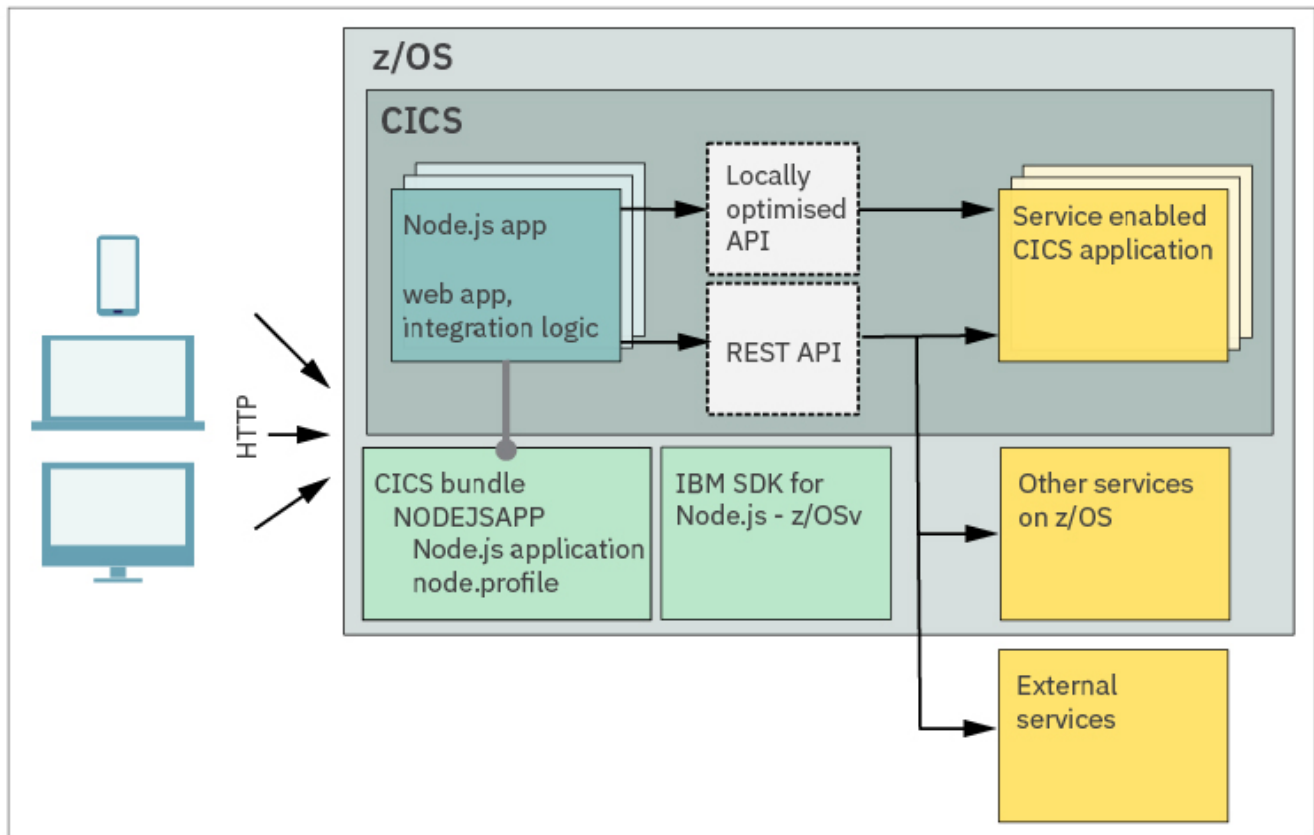 z/OS
CICS
Node.js app
web app,
integration logic
Locally
optimised
API
REST API
Service enabled
CICS application
HTTP
CICS bundle
NODEJSAPP
Node.js application
node.profile
IBM SDK for
Node.js - z/OSv
Other services
on z/OS
External
services